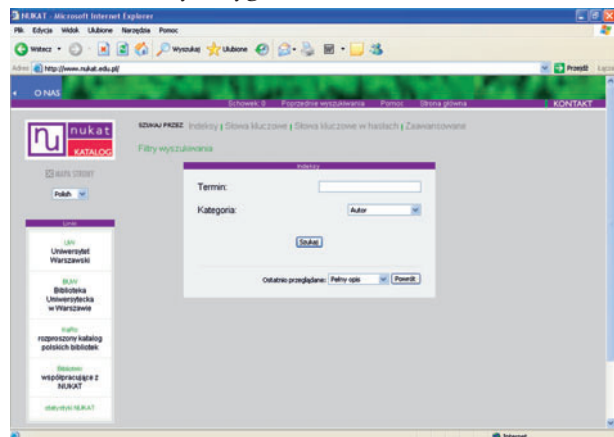 NUKAT - Microsoft Internet Explorer
Plik Edycja Widok Ulubione Narzędzia Pomoc
Wstecz Wyszukaj Ulubione
Adres http://www.nukat.edu.pl/ Przejdź Łącza
O NAS
Schowek: 0 Poprzednie wyszukiwania Pomoc Strona główna KONTAKT
nukat
KATALOG
SZUKAJ PRZEZ Indeksy | Słowa kluczowe | Słowa kluczowe w hasłach | Zaawansowane
Filtry wyszukiwania
MAPA STRONY
Polish
Indeksy
Termin:
Kategoria: Autor
Szukaj
Ostatnio przeglądane: Pełny opis Powrót
Linki
UW
Uniwersytet
Warszawski
BUW
Biblioteka
Uniwersytecka
w Warszawie
KaRo
rozproszony katalog
polskich bibliotek
Biblioteki
współpracujące z
NUKAT
statystyki NUKAT
Internet